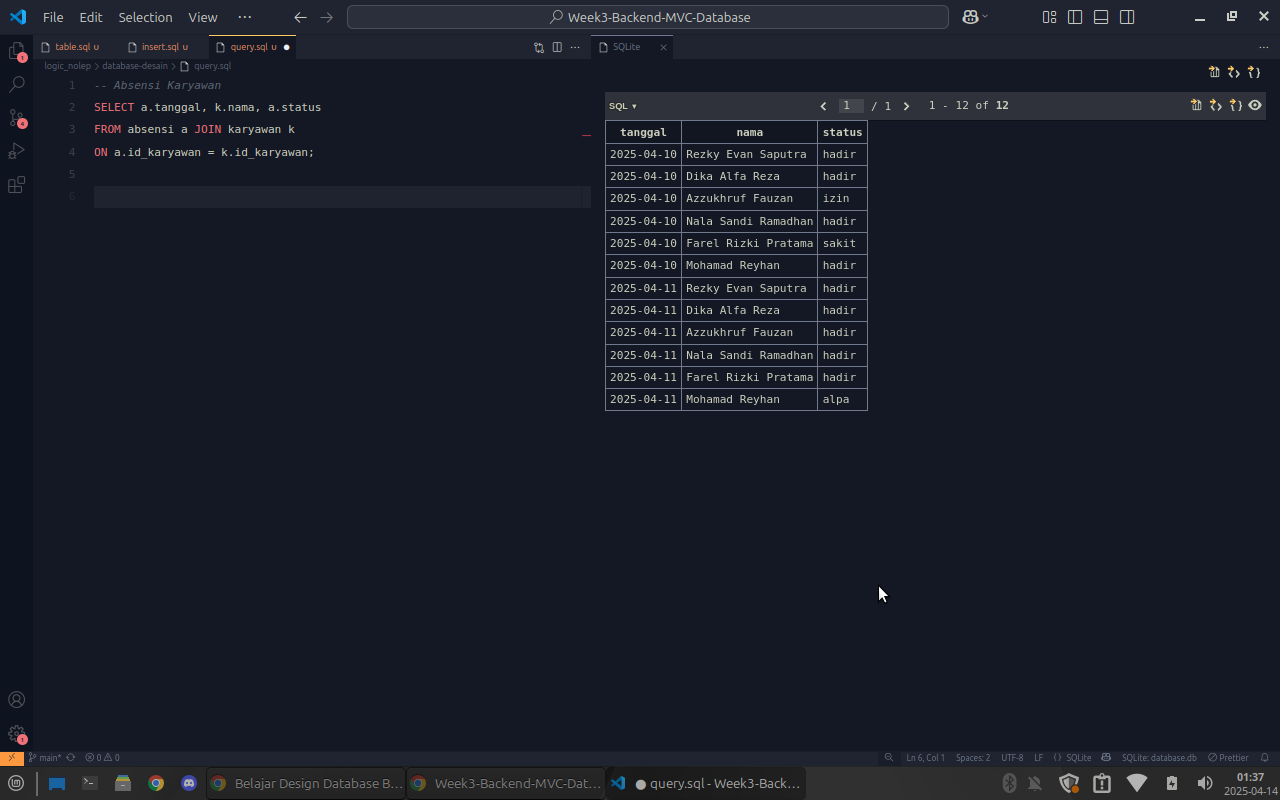 File Edit Selection View ··· Week3-Backend-MVC-Database
table.sql U insert.sql U query.sql U SQLite
logic_nolep > database-desain > query.sql
1 -- Absensi Karyawan
2 SELECT a.tanggal, k.nama, a.status
3 FROM absensi a JOIN karyawan k
4 ON a.id_karyawan = k.id_karyawan;
5
6
SQL 1 / 1 1 - 12 of 12
tanggal nama status
2025-04-10 Rezky Evan Saputra hadir
2025-04-10 Dika Alfa Reza hadir
2025-04-10 Azzukhruf Fauzan izin
2025-04-10 Nala Sandi Ramadhan hadir
2025-04-10 Farel Rizki Pratama sakit
2025-04-10 Mohamad Reyhan hadir
2025-04-11 Rezky Evan Saputra hadir
2025-04-11 Dika Alfa Reza hadir
2025-04-11 Azzukhruf Fauzan hadir
2025-04-11 Nala Sandi Ramadhan hadir
2025-04-11 Farel Rizki Pratama hadir
2025-04-11 Mohamad Reyhan alpa
1
4
1
main* 0 0 Ln 6, Col 1 Spaces: 2 UTF-8 LF SQLite SQLite: database.db Prettier
Belajar Design Database B... Week3-Backend-MVC-Dat... ● query.sql - Week3-Back... 01:37
2025-04-14